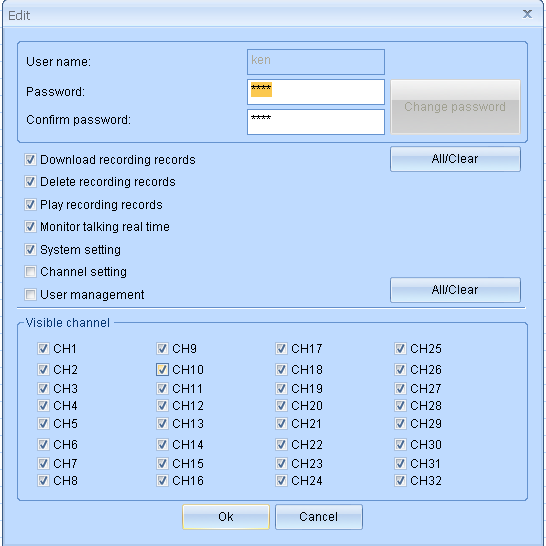 Edit
User name: ken
Password: ****
Change password
Confirm password: ****
Download recording records
All/Clear
Delete recording records
Play recording records
Monitor talking real time
System setting
Channel setting
User management
All/Clear
Visible channel
CH1 CH9 CH17 CH25
CH2 CH10 CH18 CH26
CH3 CH11 CH19 CH27
CH4 CH12 CH20 CH28
CH5 CH13 CH21 CH29
CH6 CH14 CH22 CH30
CH7 CH15 CH23 CH31
CH8 CH16 CH24 CH32
Ok Cancel